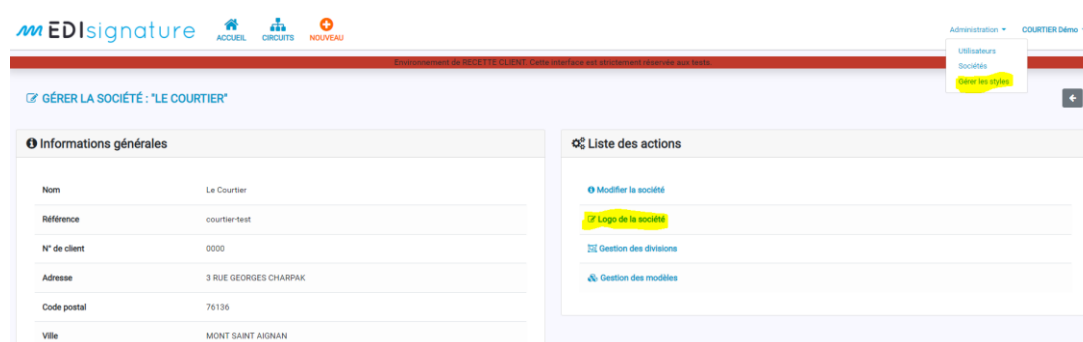 EDIsignature
ACCUEIL CIRCUITS NOUVEAU
Administration COURTIER Démo
Utilisateurs
Sociétés
Gérer les styles
Environnement de RECETTE CLIENT. Cette interface est strictement réservée aux tests.
GÉRER LA SOCIÉTÉ : "LE COURTIER"
Informations générales
Nom Le Courtier
Référence courtier-test
N° de client 0000
Adresse 3 RUE GEORGES CHARPAK
Code postal 76136
Ville MONT SAINT AIGNAN
Liste des actions
Modifier la société
Logo de la société
Gestion des divisions
Gestion des modèles